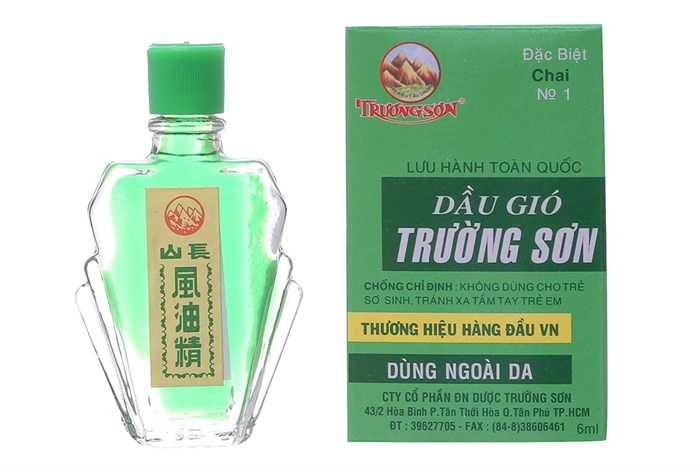 山長
風油精
TRƯỜNG SƠN
Đặc Biệt
Chai
№ 1
LƯU HÀNH TOÀN QUỐC
DẦU GIÓ
TRƯỜNG SƠN
CHỐNG CHỈ ĐỊNH : KHÔNG DÙNG CHO TRẺ
SƠ SINH, TRÁNH XA TẦM TAY TRẺ EM
THƯƠNG HIỆU HÀNG ĐẦU VN
DÙNG NGOÀI DA
CTY CỔ PHẦN ĐN DƯỢC TRƯỜNG SƠN
43/2 Hòa Bình P.Tân Thới Hòa Q.Tân Phú TP.HCM
ĐT : 39627705 - FAX : (84-8)38606461
6ml